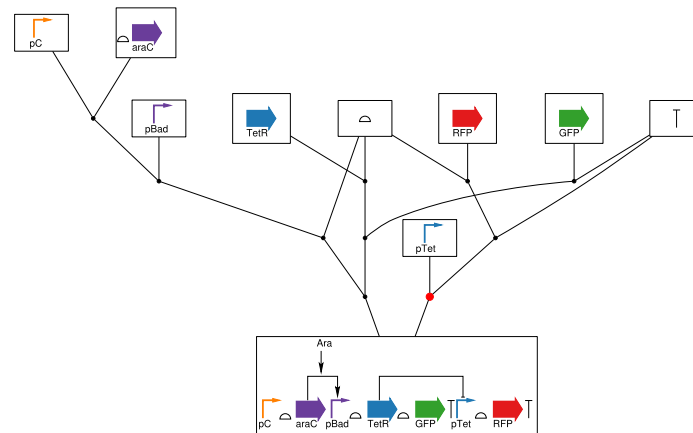 pC
araC
pBad
TetR
RFP
GFP
pTet
Ara
pC araC pBad TetR GFP pTet RFP